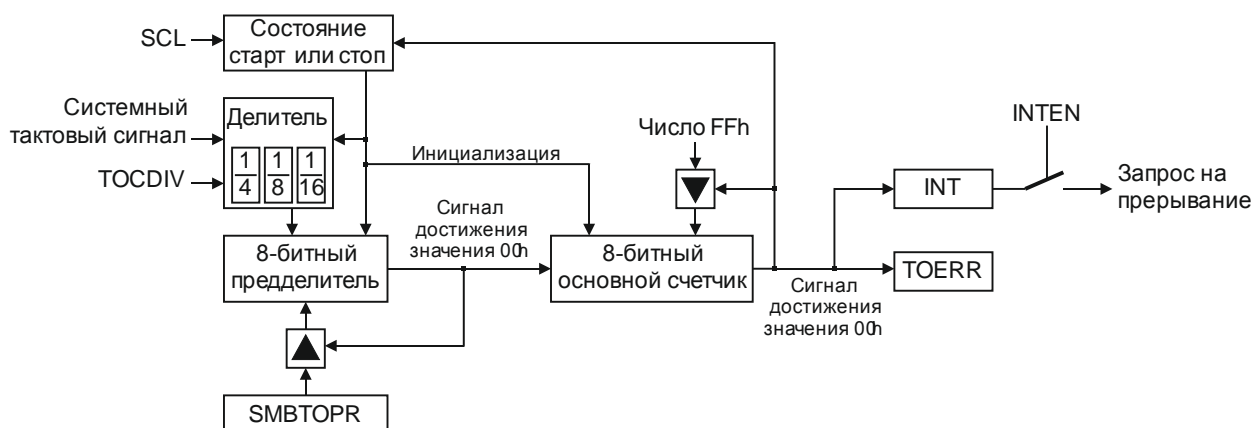 SCL
Состояние
старт или стоп
Системный
тактовый сигнал
TOCDIV
Делитель
1/4 1/8 1/16
Инициализация
Число FFh
INTEN
INT
Запрос на
прерывание
8-битный
предделитель
Сигнал
достижения
значения 00h
8-битный
основной счетчик
TOERR
Сигнал
достижения
значения 00h
SMBTOPR